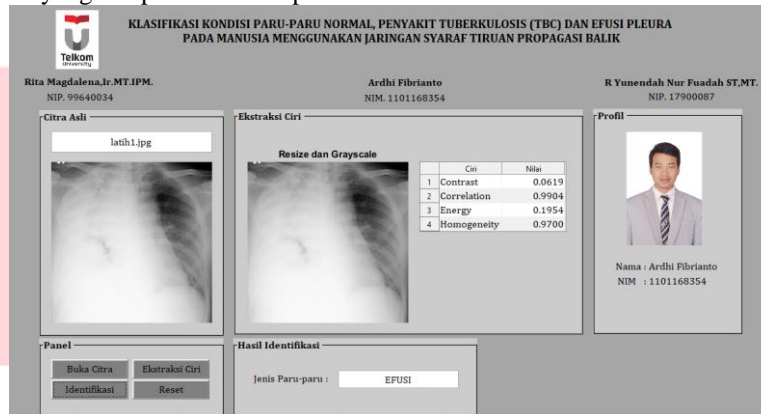 KLASIFIKASI KONDISI PARU-PARU NORMAL, PENYAKIT TUBERKULOSIS (TBC) DAN EFUSI PLEURA
PADA MANUSIA MENGGUNAKAN JARINGAN SYARAF TIRUAN PROPAGASI BALIK
Telkom
University
Rita Magdalena,Ir.MT.IPM.
NIP. 99640034
Ardhi Fibrianto
NIM. 1101168354
R Yunendah Nur Fuadah ST,MT.
NIP. 17900087
Citra Asli
latih1.jpg
Ekstraksi Ciri
Resize dan Grayscale
Ciri Nilai
1 Contrast 0.0619
2 Correlation 0.9904
3 Energy 0.1954
4 Homogeneity 0.9700
Profil
Nama : Ardhi Fibrianto
NIM : 1101168354
Panel
Buka Citra Ekstraksi Ciri
Identifikasi Reset
Hasil Identifikasi
Jenis Paru-paru : EFUSI